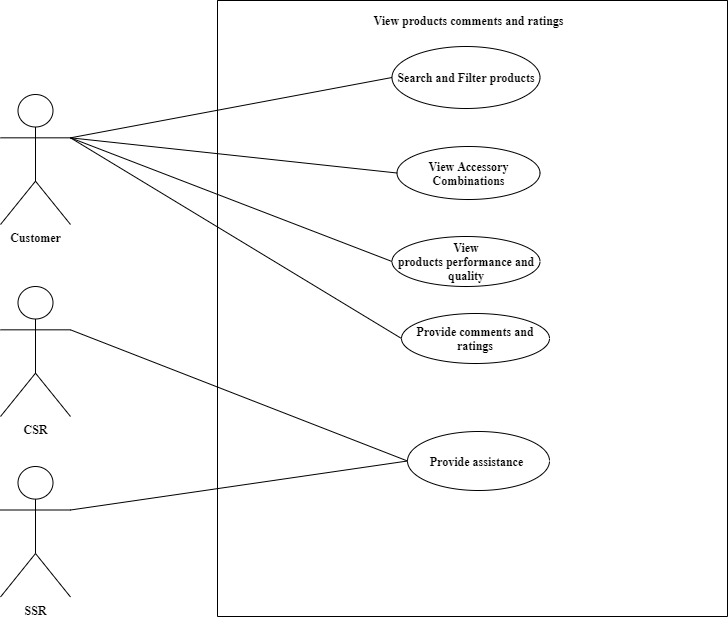 View products comments and ratings
Search and Filter products
View Accessory
Combinations
View
products performance and
quality
Provide comments and
ratings
Provide assistance
Customer
CSR
SSR